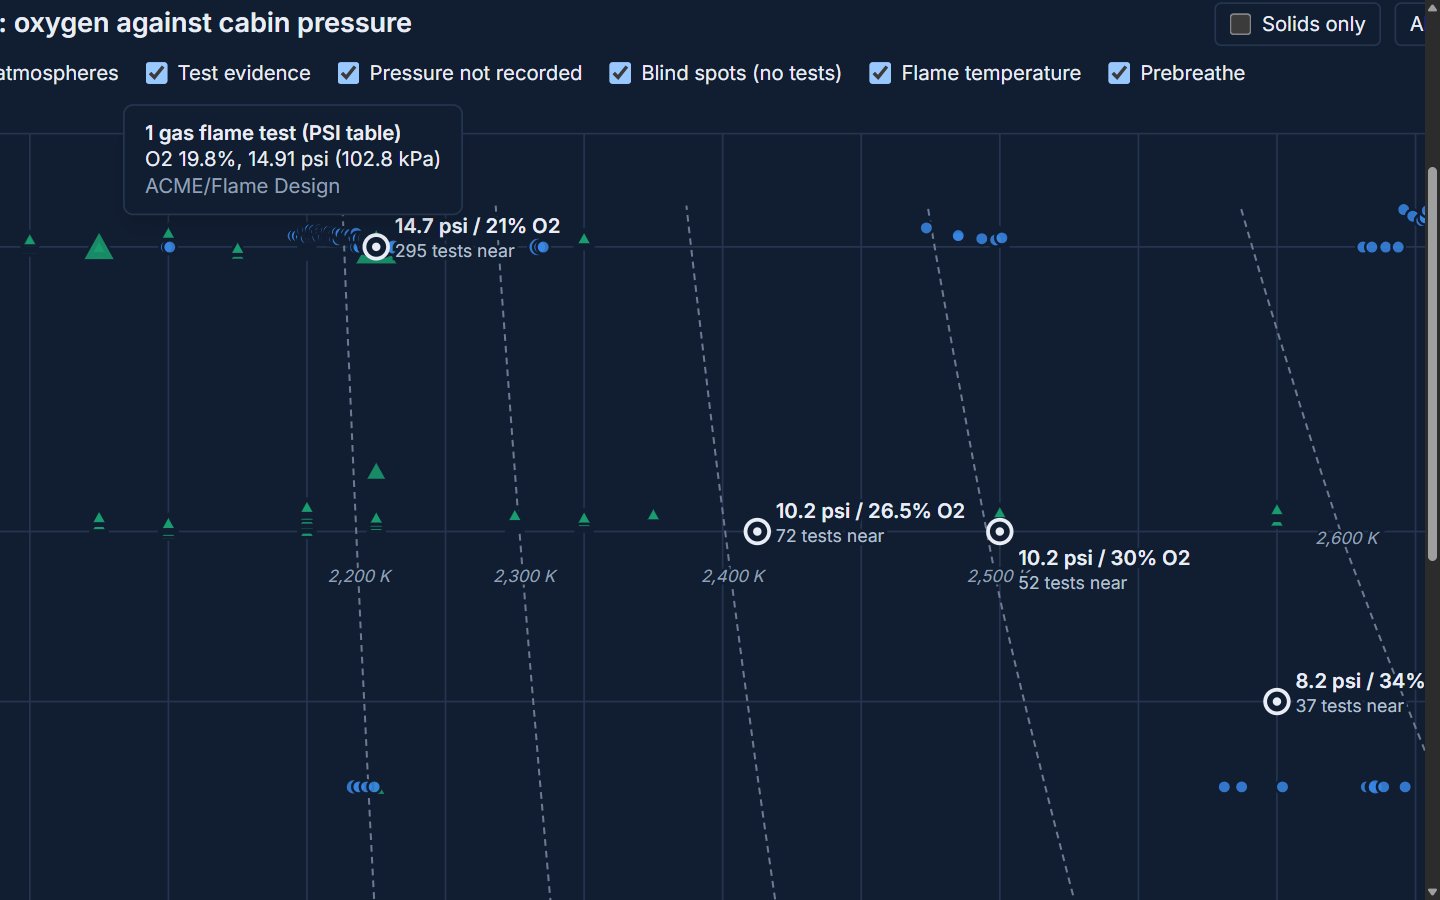 : oxygen against cabin pressure
Solids only
A
atmospheres
Test evidence
Pressure not recorded
Blind spots (no tests)
Flame temperature
Prebreathe
1 gas flame test (PSI table)
O2 19.8%, 14.91 psi (102.8 kPa)
ACME/Flame Design
14.7 psi / 21% O2
295 tests near
10.2 psi / 26.5% O2
72 tests near
2,600 K
10.2 psi / 30% O2
52 tests near
2,200 K
2,300 K
2,400 K
2,500
8.2 psi / 34%
37 tests near